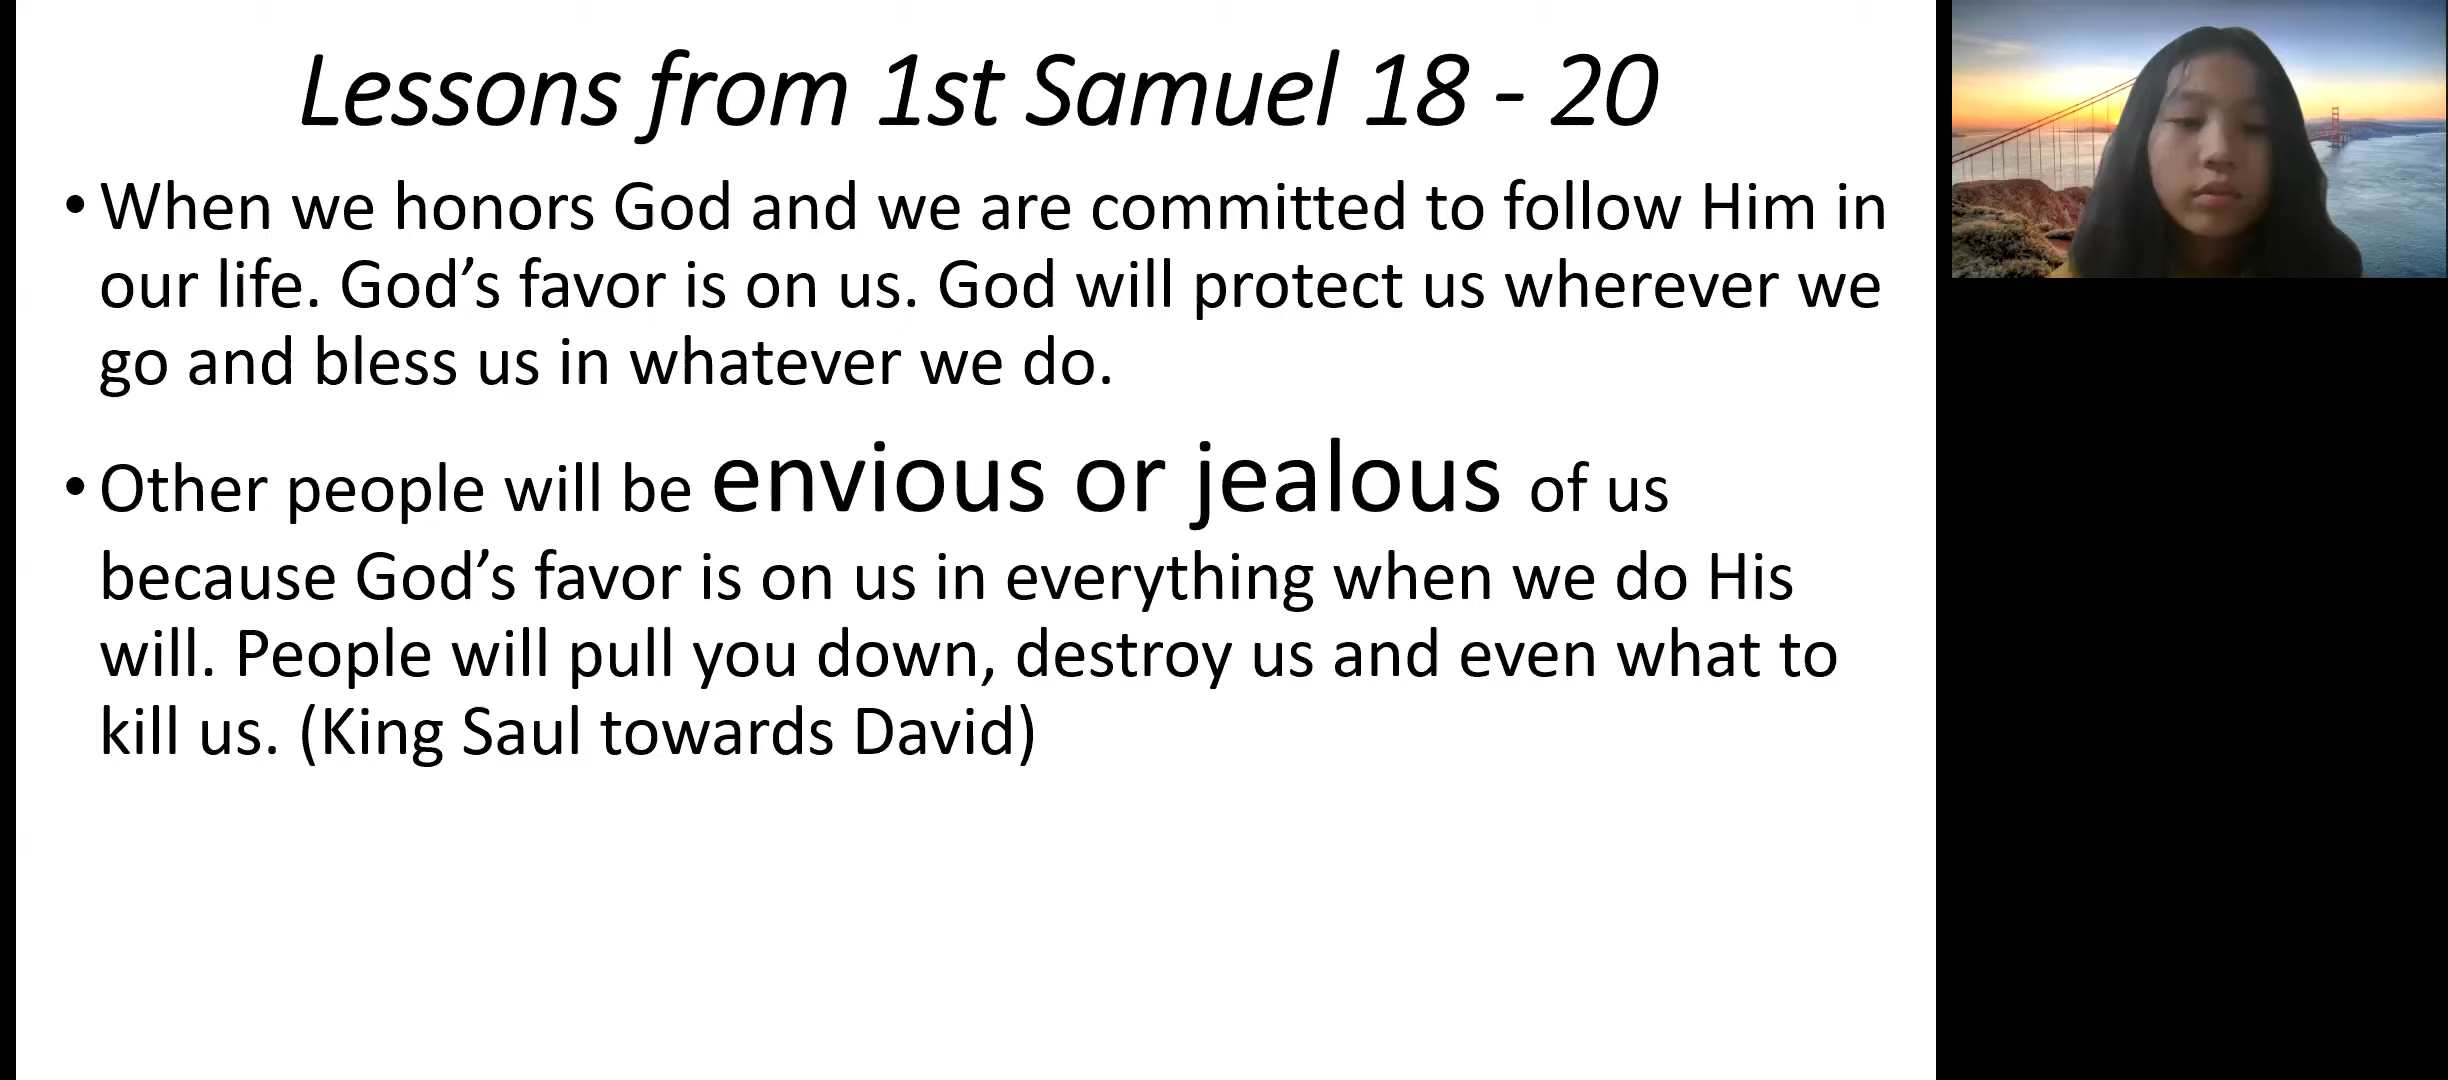 Lessons from 1st Samuel 18 - 20
• When we honors God and we are committed to follow Him in
our life. God’s favor is on us. God will protect us wherever we
go and bless us in whatever we do.
• Other people will be envious or jealous of us
because God’s favor is on us in everything when we do His
will. People will pull you down, destroy us and even what to
kill us. (King Saul towards David)